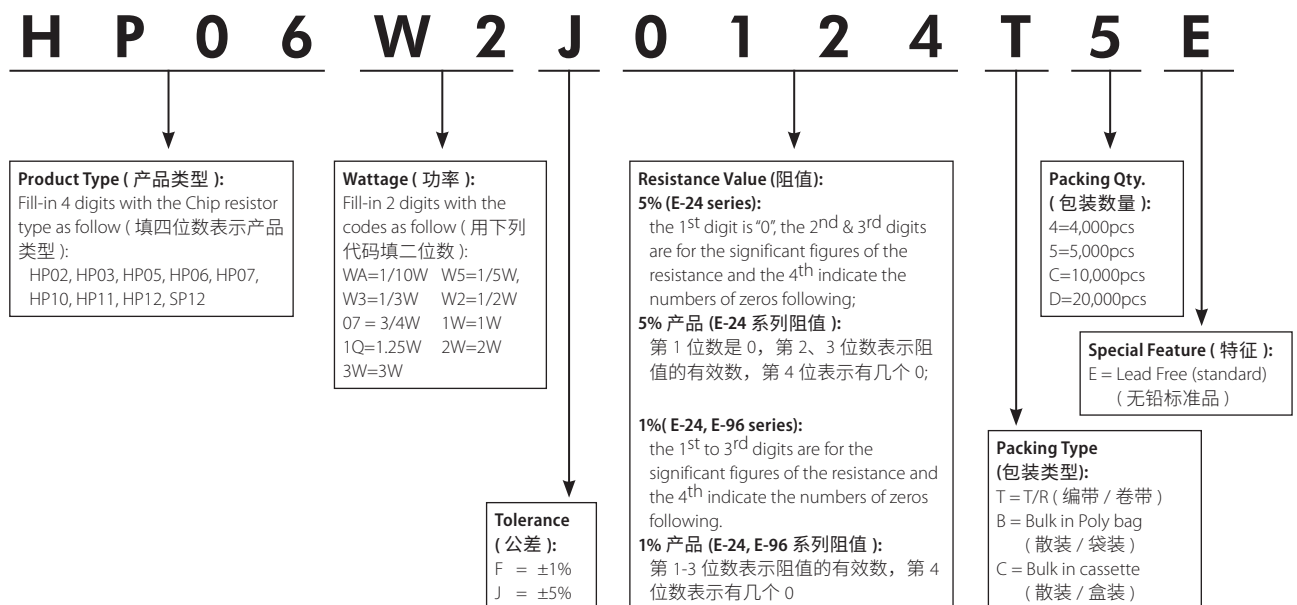 H P 0 6 W 2 J 0 1 2 4 T 5 E
Product Type ( 产品类型 ):
Fill-in 4 digits with the Chip resistor
type as follow ( 填四位数表示产品
类型 ):
HP02, HP03, HP05, HP06, HP07,
HP10, HP11, HP12, SP12
Wattage ( 功率 ):
Fill-in 2 digits with the
codes as follow ( 用下列
代码填二位数 ):
WA=1/10W W5=1/5W,
W3=1/3W W2=1/2W
07 = 3/4W 1W=1W
1Q=1.25W 2W=2W
3W=3W
Tolerance
( 公差 ):
F = ±1%
J = ±5%
Resistance Value (阻值):
5% (E-24 series):
the 1st digit is “0”, the 2nd & 3rd digits
are for the significant figures of the
resistance and the 4th indicate the
numbers of zeros following;
5% 产品 (E-24 系列阻值 ):
第 1 位数是 0，第 2、3 位数表示阻
值的有效数，第 4 位表示有几个 0;
1%( E-24, E-96 series):
the 1st to 3rd digits are for the
significant figures of the resistance and
the 4th indicate the numbers of zeros
following.
1% 产品 (E-24, E-96 系列阻值 ):
第 1-3 位数表示阻值的有效数，第 4
位数表示有几个 0
Packing Qty.
( 包装数量 ):
4=4,000pcs
5=5,000pcs
C=10,000pcs
D=20,000pcs
Special Feature ( 特征 ):
E = Lead Free (standard)
( 无铅标准品 )
Packing Type
(包装类型):
T = T/R ( 编带 / 卷带 )
B = Bulk in Poly bag
( 散装 / 袋装 )
C = Bulk in cassette
( 散装 / 盒装 )